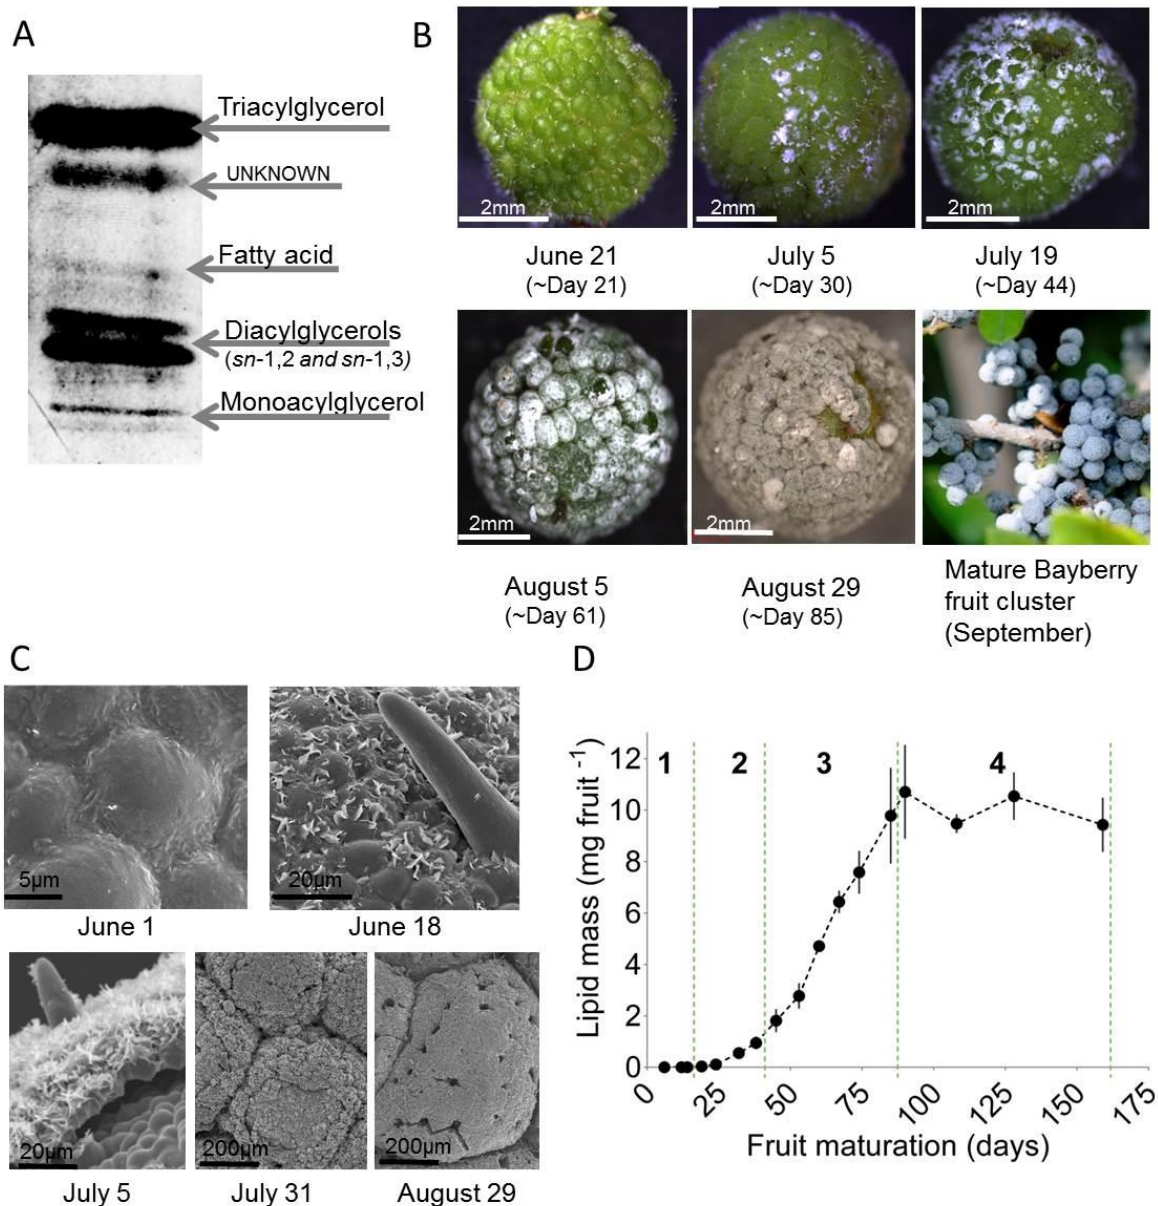 A
Triacylglycerol
UNKNOWN
Fatty acid
Diacylglycerols
(sn-1,2 and sn-1,3)
Monoacylglycerol
B
2mm
2mm
2mm
June 21
(~Day 21)
July 5
(~Day 30)
July 19
(~Day 44)
2mm
2mm
August 5
(~Day 61)
August 29
(~Day 85)
Mature Bayberry
fruit cluster
(September)
C
5µm
20µm
June 1
June 18
20µm
200µm
200µm
July 5
July 31
August 29
D
Lipid mass (mg fruit -1)
12
10
8
6
4
2
0
1
2
3
4
0
25
50
75
100
125
150
175
Fruit maturation (days)